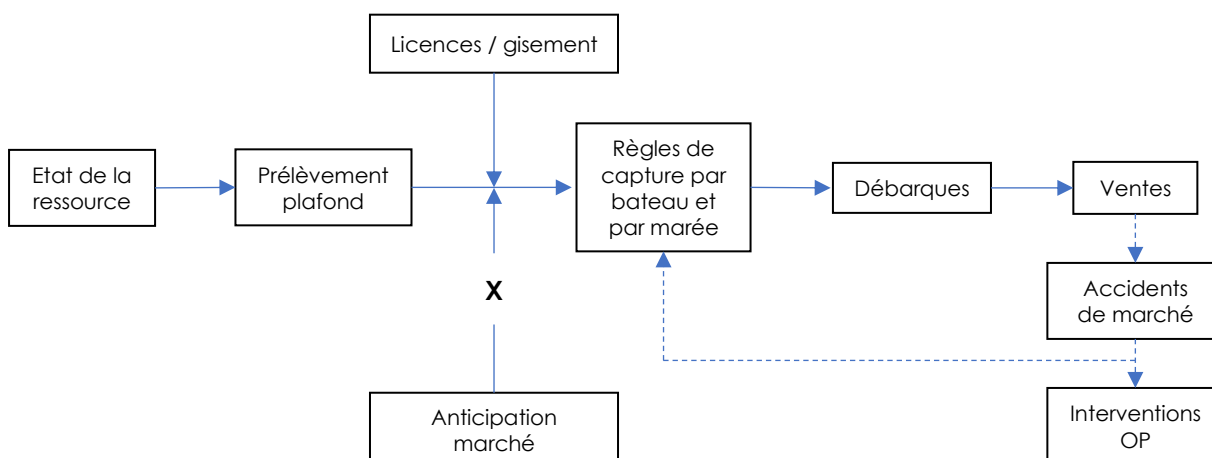 Licences / gisement
Etat de la
ressource
Prélèvement
plafond
Règles de
capture par
bateau et
par marée
Débarques
Ventes
X
Accidents
de marché
Anticipation
marché
Interventions
OP